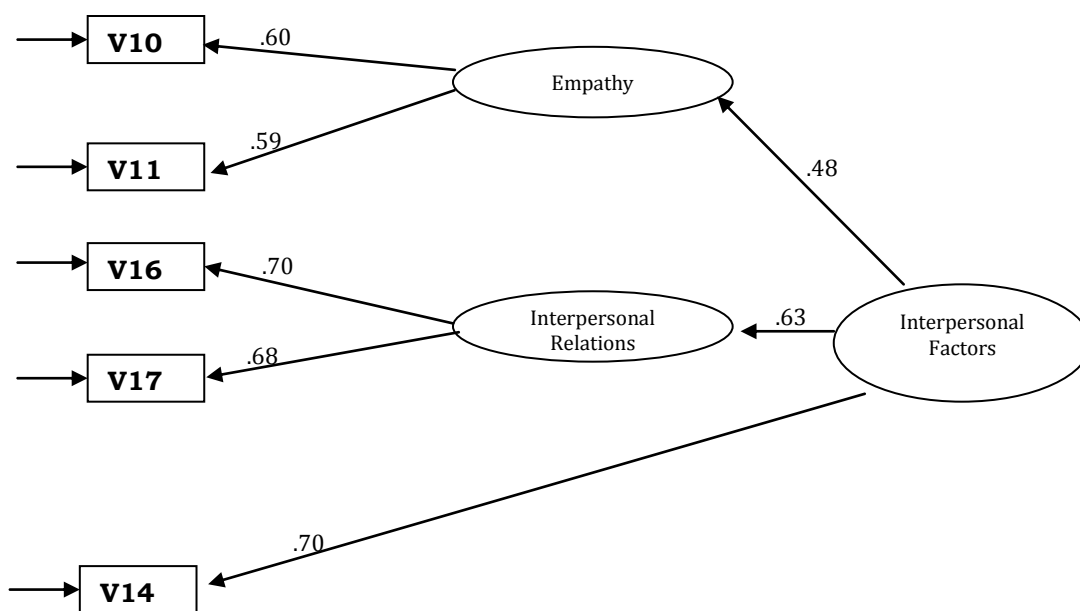 V10
.60
Empathy
.59
V11
.48
V16
.70
Interpersonal
Relations
.63
Interpersonal
Factors
.68
V17
.70
V14